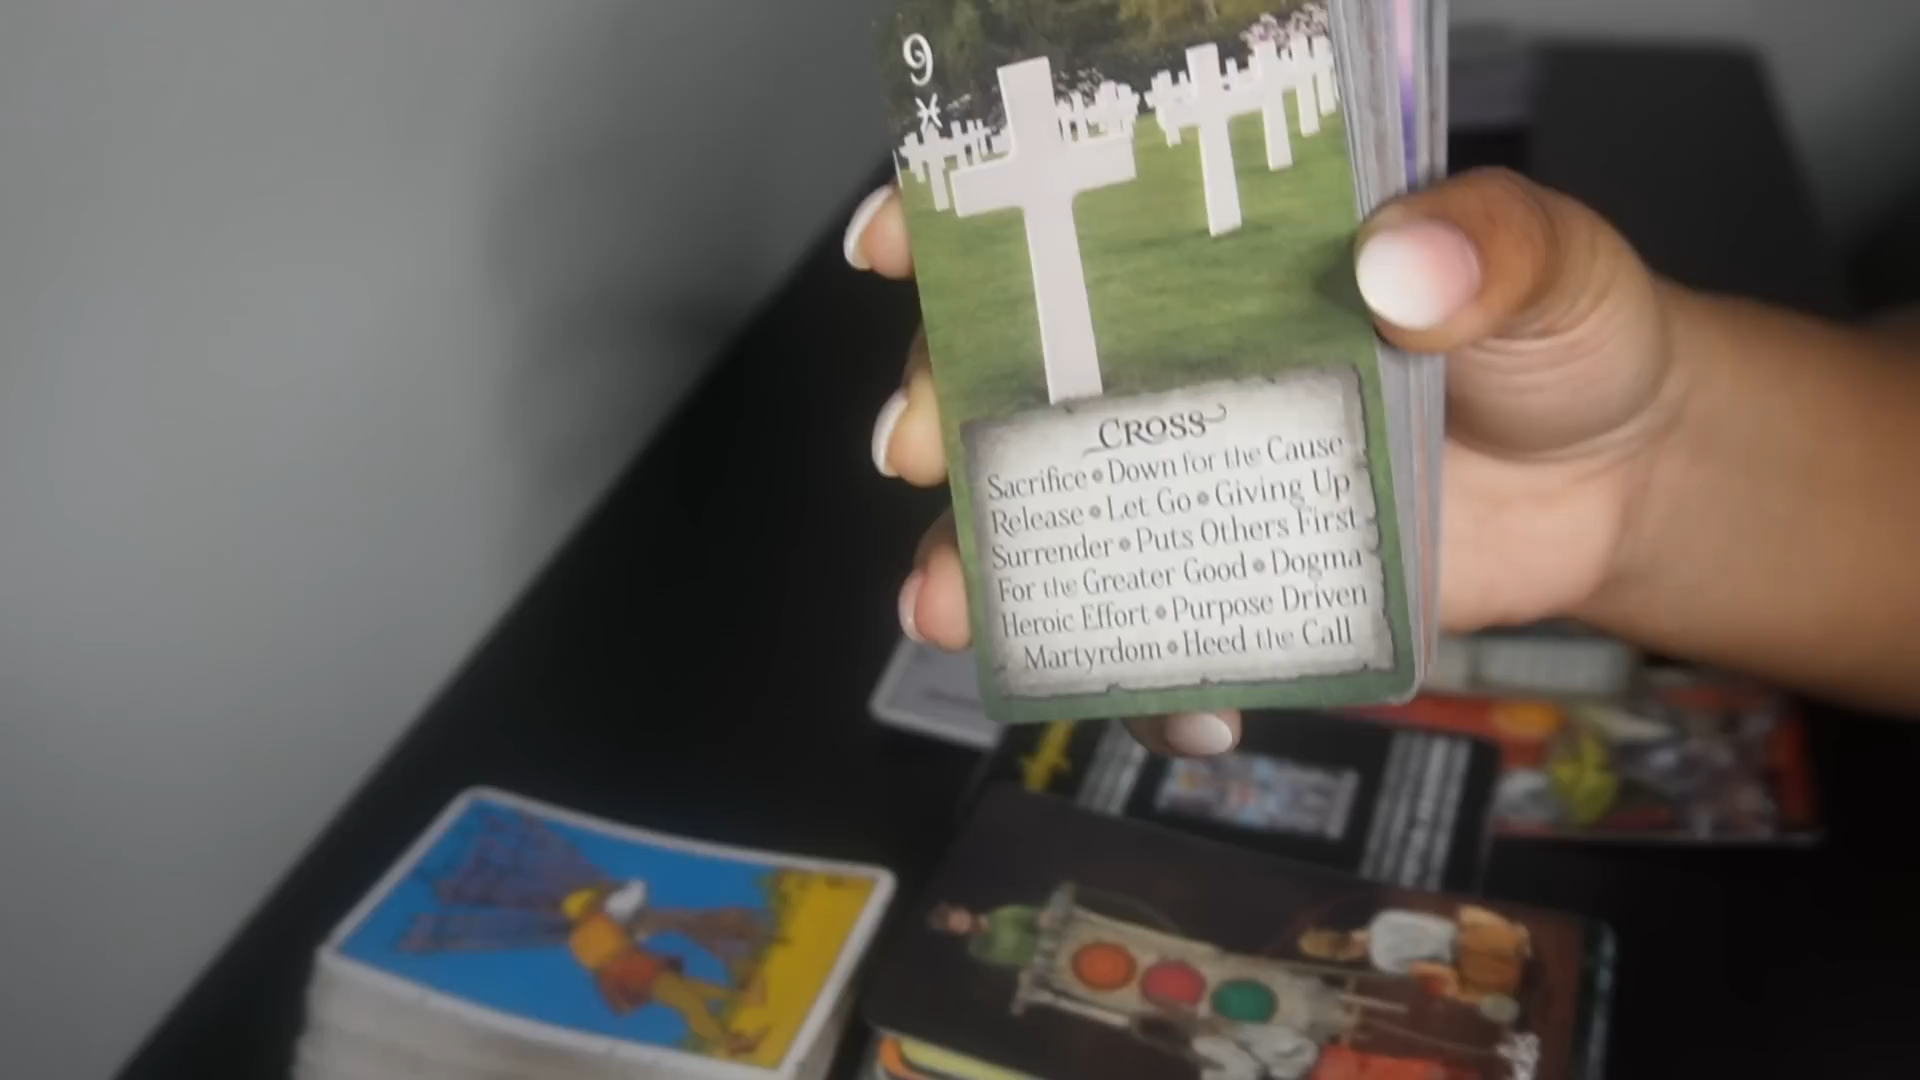 9
♓
Cross
Sacrifice • Down for the Cause
Release • Let Go • Giving Up
Surrender • Puts Others First
For the Greater Good • Dogma
Heroic Effort • Purpose Driven
Martyrdom • Heed the Call